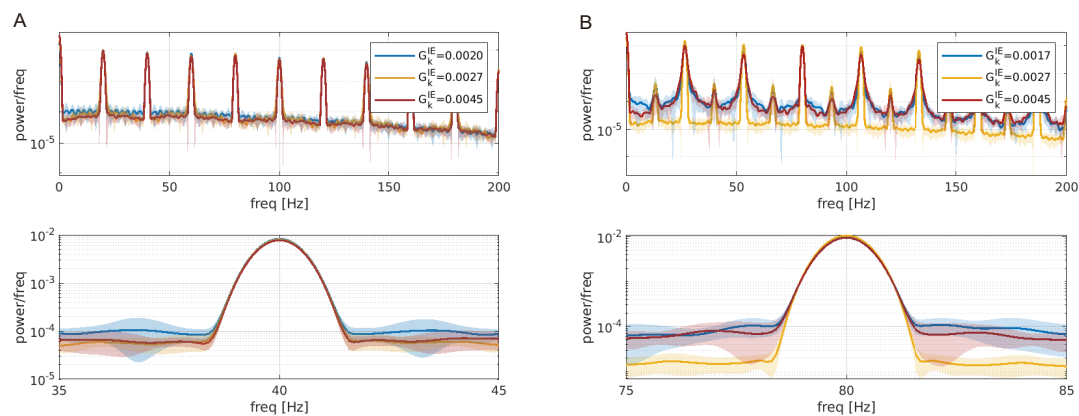 A
power/freq
10^-5
G_k^IE=0.0020
G_k^IE=0.0027
G_k^IE=0.0045
0 50 100 150 200
freq [Hz]
power/freq
10^-2
10^-3
10^-4
10^-5
35 40 45
freq [Hz]
B
power/freq
10^-5
G_k^IE=0.0017
G_k^IE=0.0027
G_k^IE=0.0045
0 50 100 150 200
freq [Hz]
power/freq
10^-2
10^-4
75 80 85
freq [Hz]